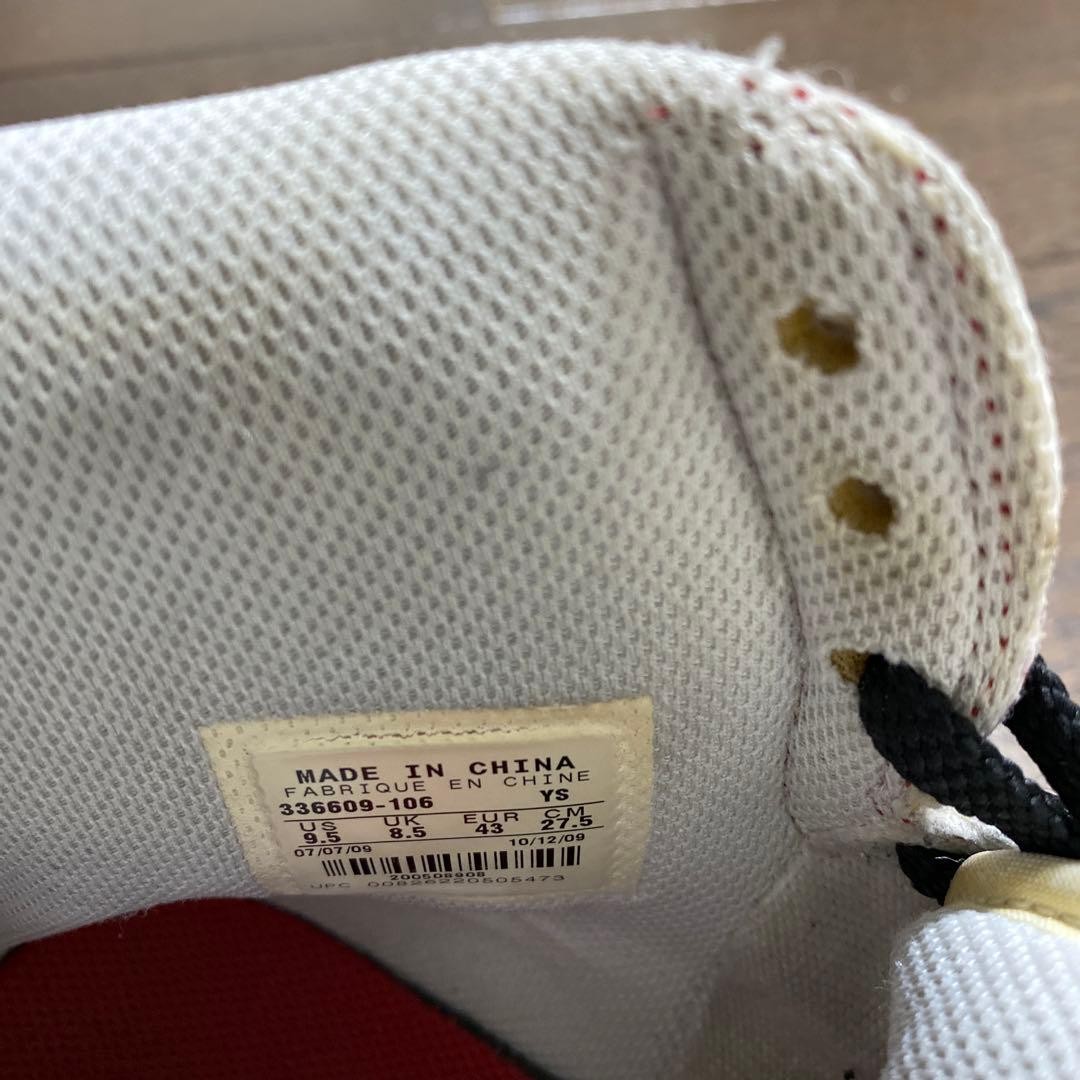 MADE IN CHINA
FABRIQUE EN CHINE
336609-106 YS
US UK EUR CM
9.5 8.5 43 27.5
07/07/09 10/12/09
200508908
UPC 00826220505473